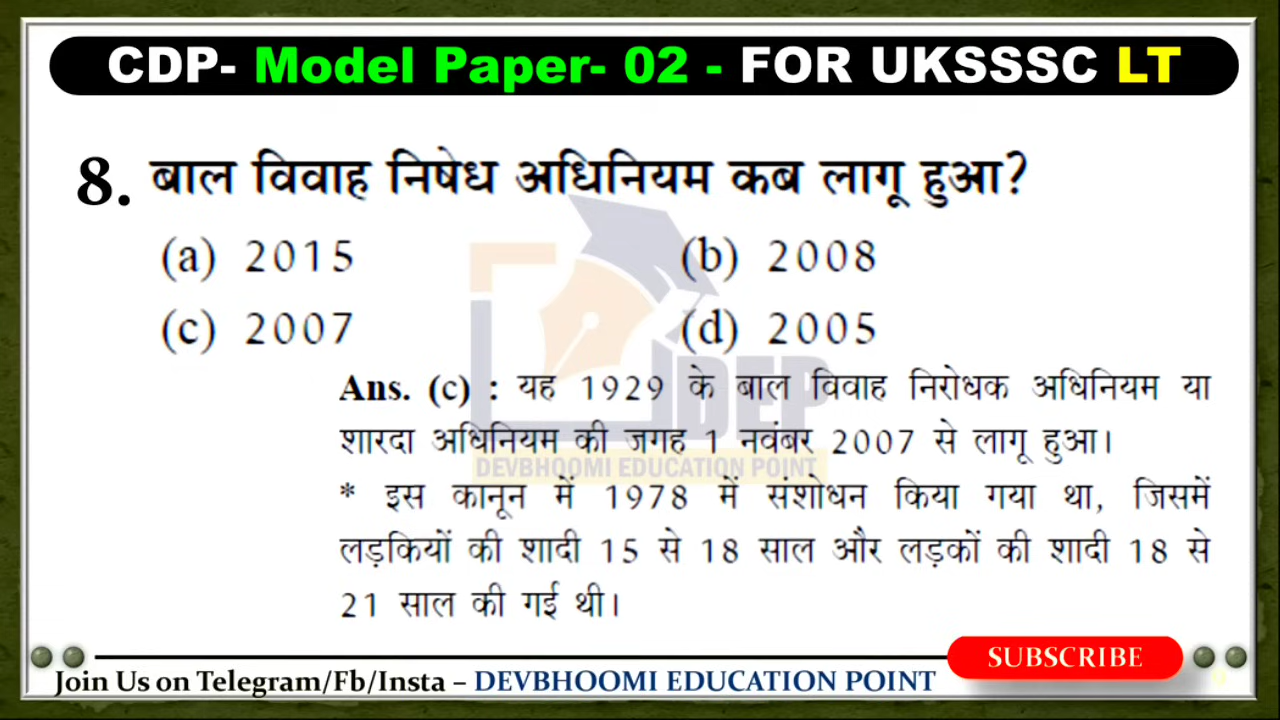 CDP- Model Paper- 02 - FOR UKSSSC LT
8. बाल विवाह निषेध अधिनियम कब लागू हुआ?
(a) 2015 (b) 2008
(c) 2007 (d) 2005
Ans. (c) : यह 1929 के बाल विवाह निरोधक अधिनियम या
शारदा अधिनियम की जगह 1 नवंबर 2007 से लागू हुआ।
* इस कानून में 1978 में संशोधन किया गया था, जिसमें
लड़कियों की शादी 15 से 18 साल और लड़कों की शादी 18 से
21 साल की गई थी।
DEP
DEVBHOOMI EDUCATION POINT
SUBSCRIBE
Join Us on Telegram/Fb/Insta – DEVBHOOMI EDUCATION POINT